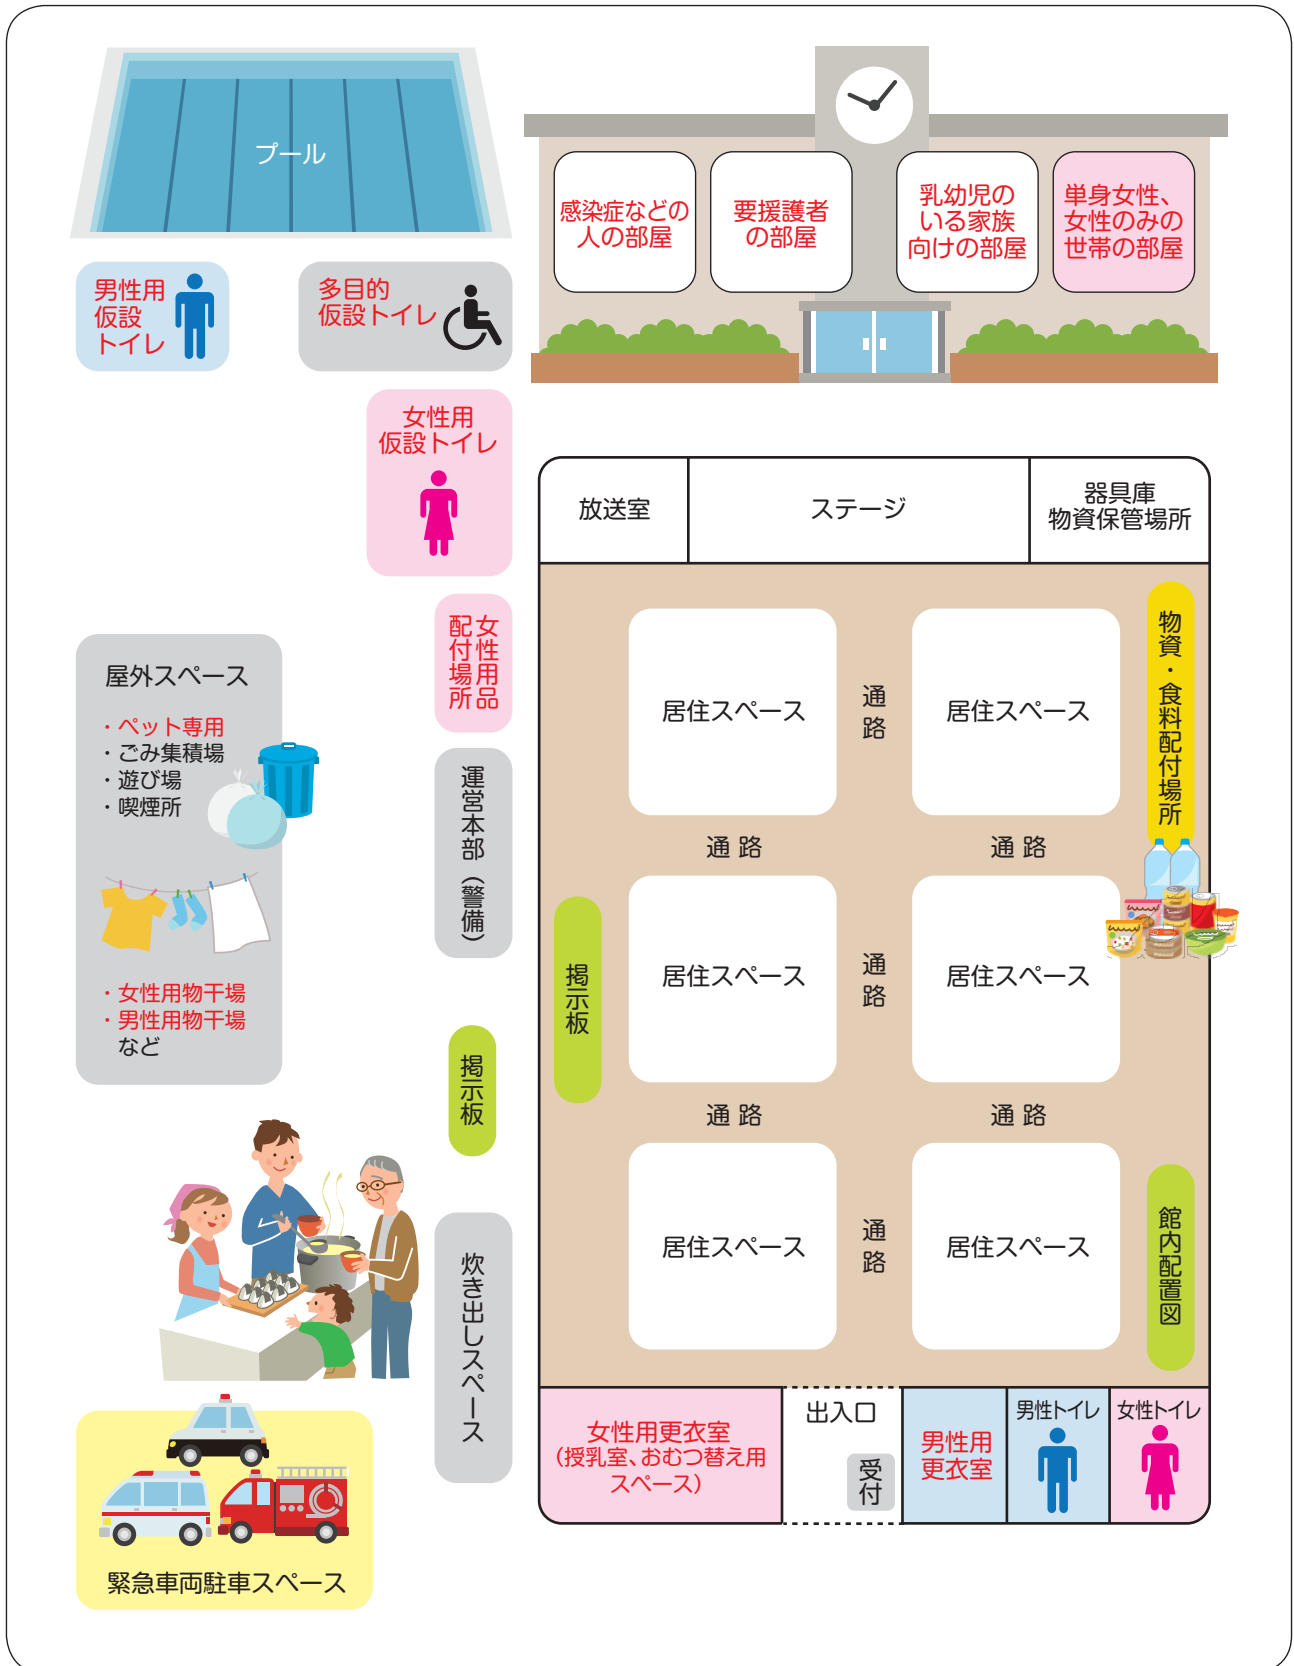 プール
感染症などの
人の部屋
要援護者
の部屋
乳幼児の
いる家族
向けの部屋
単身女性、
女性のみの
世帯の部屋
男性用
仮設
トイレ
多目的
仮設トイレ
女性用
仮設トイレ
女性用品
配付場所
運営本部（警備）
掲示板
炊き出しスペース
屋外スペース
・ペット専用
・ごみ集積場
・遊び場
・喫煙所
・女性用物干場
・男性用物干場
など
緊急車両駐車スペース
放送室
ステージ
器具庫
物資保管場所
居住スペース
通路
居住スペース
物資・食料配付場所
通路
通路
掲示板
居住スペース
通路
居住スペース
通路
通路
居住スペース
通路
居住スペース
館内配置図
女性用更衣室
（授乳室、おむつ替え用
スペース）
出入口
受付
男性用
更衣室
男性トイレ
女性トイレ